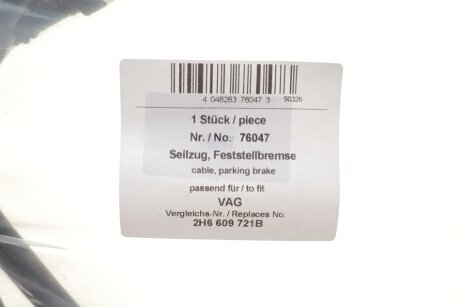 4 046283 76047 3 50326
1 Stück / piece
Nr. / No. 76047
Seilzug, Feststellbremse
cable, parking brake
passend für / to fit
VAG
Vergleichs-Nr. / Replaces No.
2H6 609 721B